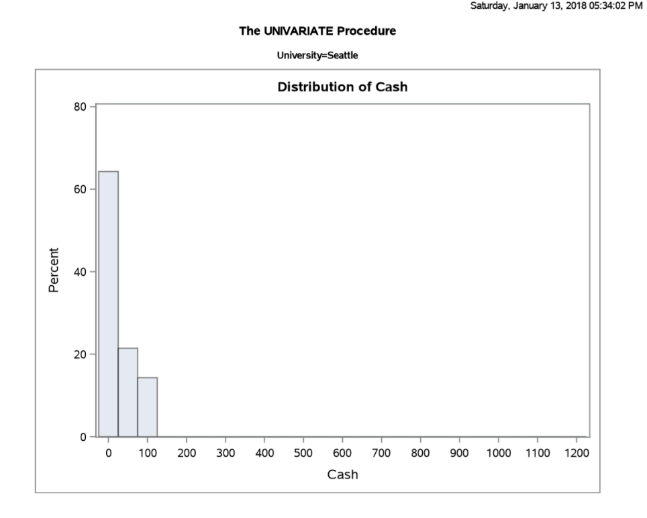 Saturday, January 13, 2018 05:34:02 PM
The UNIVARIATE Procedure
University=Seattle
Distribution of Cash
80
60
40
20
0
Percent
0 100 200 300 400 500 600 700 800 900 1000 1100 1200
Cash